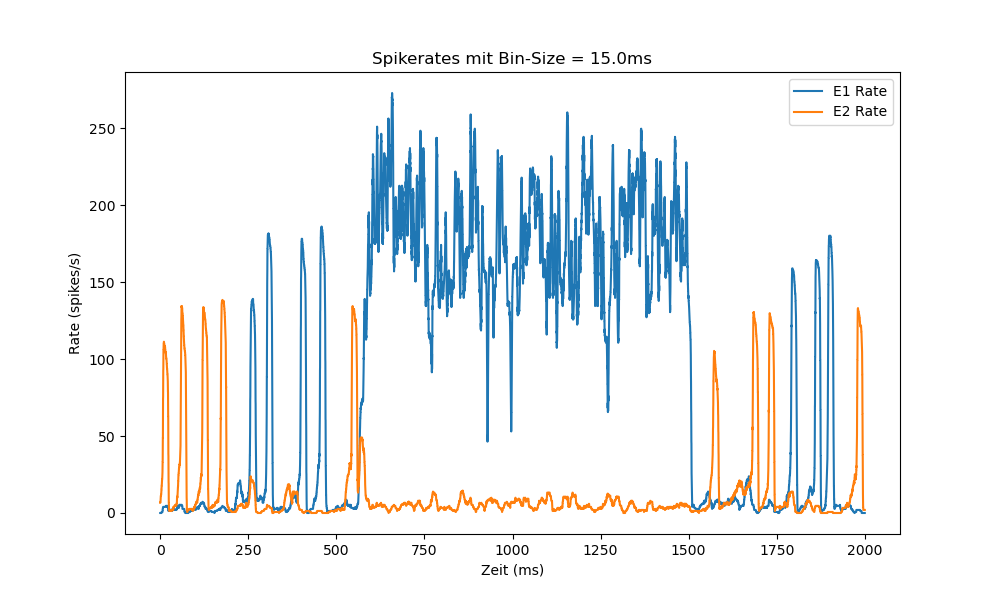 Spikerates mit Bin-Size = 15.0ms
E1 Rate
E2 Rate
Rate (spikes/s)
250
200
150
100
50
0
0 250 500 750 1000 1250 1500 1750 2000
Zeit (ms)